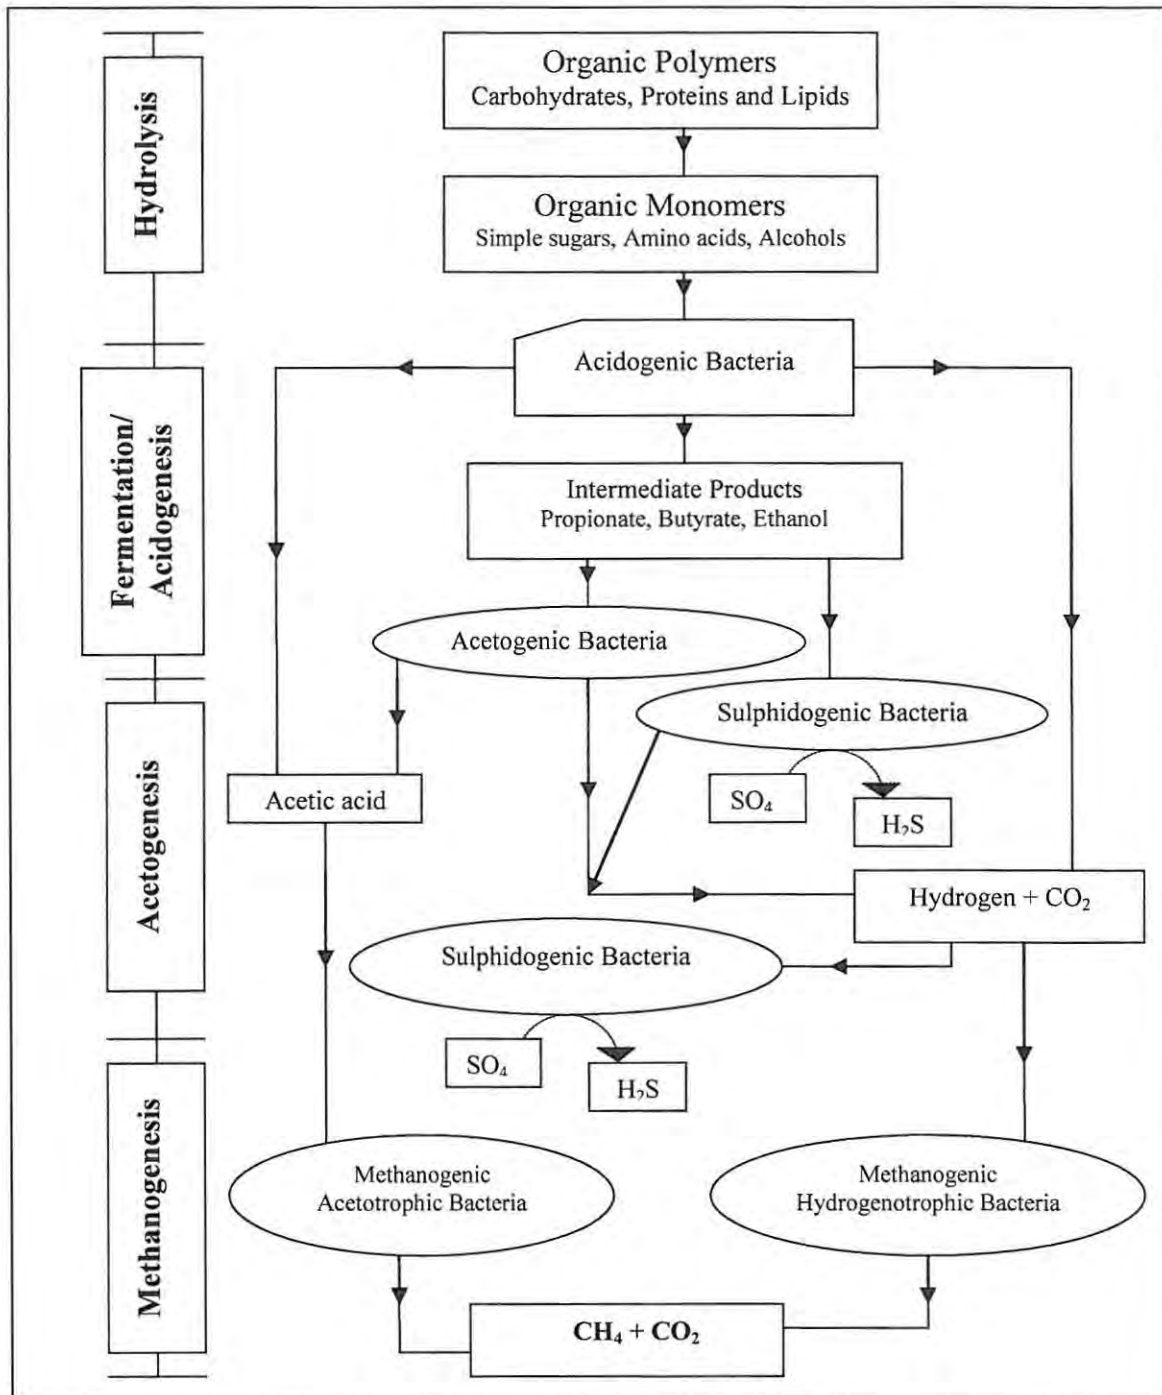 Hydrolysis
Organic Polymers
Carbohydrates, Proteins and Lipids
Organic Monomers
Simple sugars, Amino acids, Alcohols
Fermentation/
Acidogenesis
Acidogenic Bacteria
Intermediate Products
Propionate, Butyrate, Ethanol
Acetogenic Bacteria
Acetogenesis
Sulphidogenic Bacteria
Acetic acid
SO₄
H₂S
Hydrogen + CO₂
Sulphidogenic Bacteria
SO₄
H₂S
Methanogenesis
Methanogenic
Acetotrophic Bacteria
Methanogenic
Hydrogenotrophic Bacteria
CH₄ + CO₂